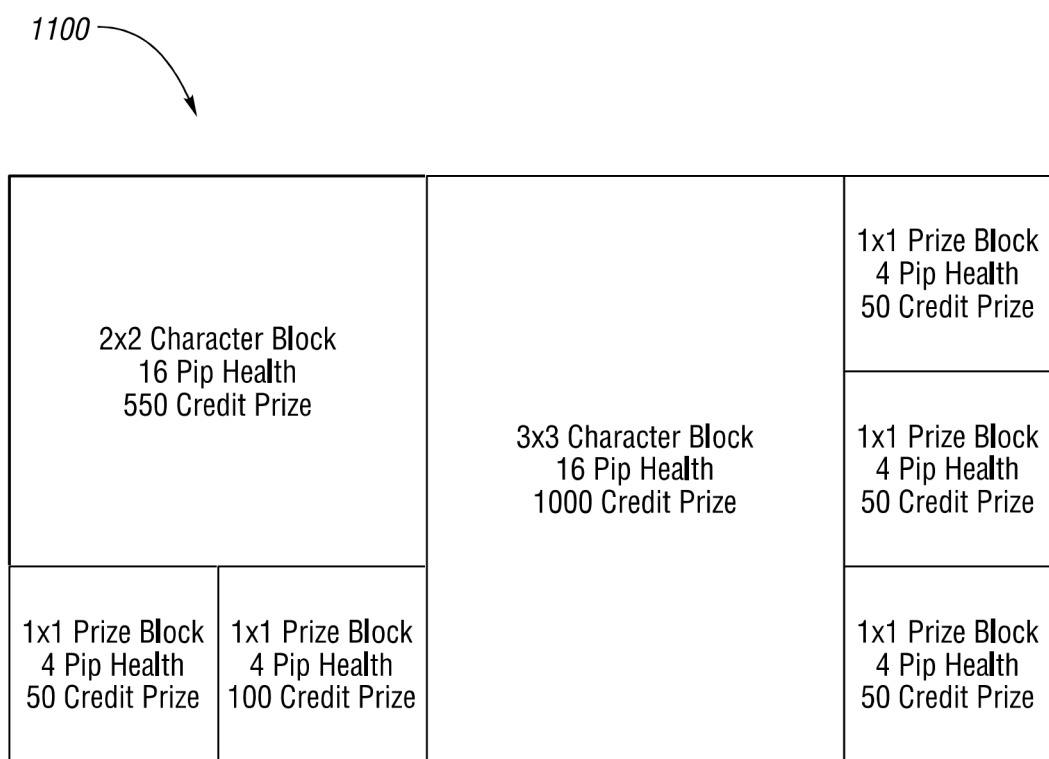 1100
2x2 Character Block
16 Pip Health
550 Credit Prize
1x1 Prize Block
4 Pip Health
50 Credit Prize
1x1 Prize Block
4 Pip Health
100 Credit Prize
3x3 Character Block
16 Pip Health
1000 Credit Prize
1x1 Prize Block
4 Pip Health
50 Credit Prize
1x1 Prize Block
4 Pip Health
50 Credit Prize
1x1 Prize Block
4 Pip Health
50 Credit Prize